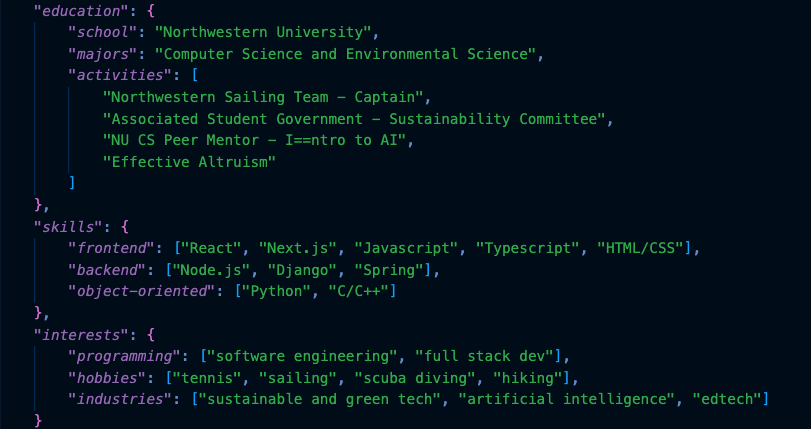 "education": {
"school": "Northwestern University",
"majors": "Computer Science and Environmental Science",
"activities": [
"Northwestern Sailing Team - Captain",
"Associated Student Government - Sustainability Committee",
"NU CS Peer Mentor - I==ntro to AI",
"Effective Altruism"
]
},
"skills": {
"frontend": ["React", "Next.js", "Javascript", "Typescript", "HTML/CSS"],
"backend": ["Node.js", "Django", "Spring"],
"object-oriented": ["Python", "C/C++"]
},
"interests": {
"programming": ["software engineering", "full stack dev"],
"hobbies": ["tennis", "sailing", "scuba diving", "hiking"],
"industries": ["sustainable and green tech", "artificial intelligence", "edtech"]
}